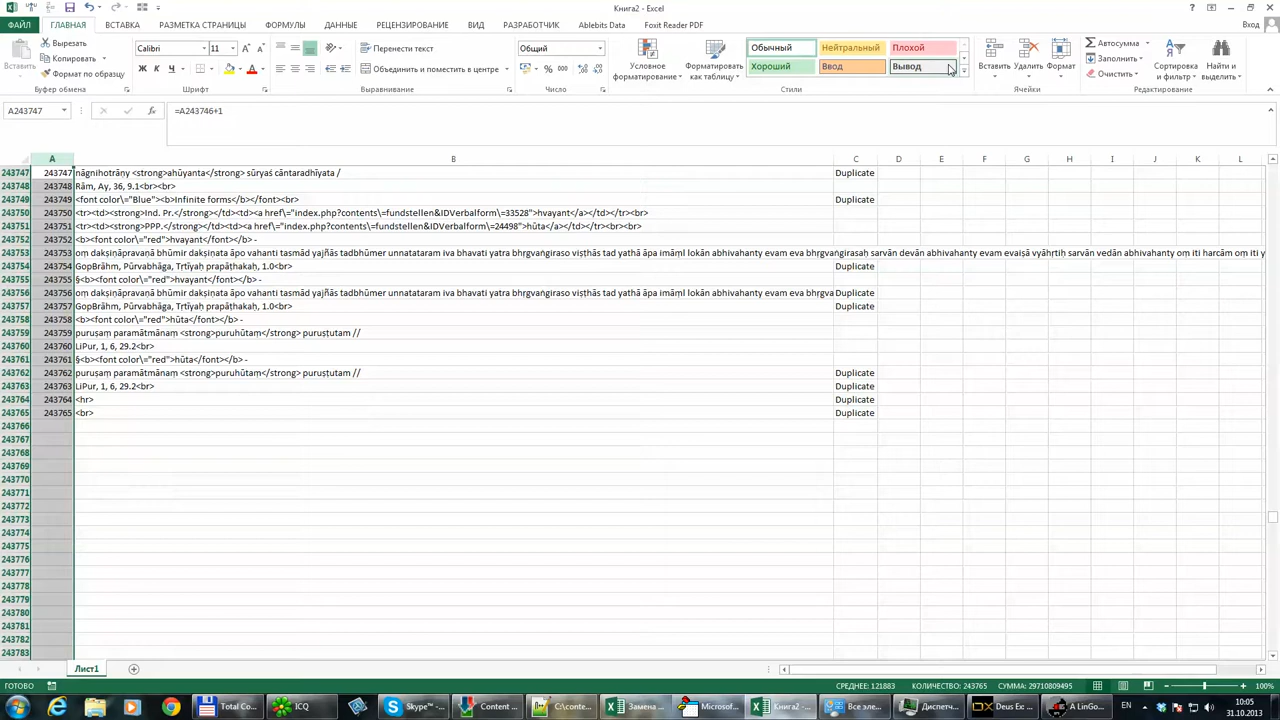 Книга2 - Excel
ФАЙЛ ГЛАВНАЯ ВСТАВКА РАЗМЕТКА СТРАНИЦЫ ФОРМУЛЫ ДАННЫЕ РЕЦЕНЗИРОВАНИЕ ВИД РАЗРАБОТЧИК Ablebits Data Foxit Reader PDF Вход
Вставить Вырезать Копировать Формат по образцу
Calibri 11
Ж К Ч
Перенести текст
Объединить и поместить в центре
Общий
Условное форматирование Форматировать как таблицу
Обычный Нейтральный Плохой
Хороший Ввод Вывод
Вставить Удалить Формат
Автосумма Заполнить Очистить
Сортировка и фильтр Найти и выделить
Буфер обмена Шрифт Выравнивание Число Стили Ячейки Редактирование
A243747 =A243746+1
A B C D E F G H I J K L
243747 243747 nāgnihotrāṇy <strong>ahūyanta</strong> sūryaś cāntaradhīyata / Duplicate
243748 243748 Rām, Ay, 36, 9.1<br><br>
243749 243749 <font color\="Blue"><b>Infinite forms</b></font><br> Duplicate
243750 243750 <tr><td><strong>Ind. Pr.</strong></td><td><a href\="index.php?contents\=fundstellen&IDVerbalform\=33528">hvayant</a></td></tr><br>
243751 243751 <tr><td><strong>PPP.</strong></td><td><a href\="index.php?contents\=fundstellen&IDVerbalform\=24498">hūta</a></td></tr><br><br>
243752 243752 <b><font color\="red">hvayant</font></b> -
243753 243753 oṃ dakṣiṇāpravaṇā bhūmir dakṣiṇata āpo vahanti tasmād yajñās tadbhūmer unnatataram iva bhavati yatra bhṛgvaṅgiraso viṣṭhās tad yathā āpa imāṃl lokān abhivahanty evam eva bhṛgvaṅgirasaḥ sarvān devān abhivahanty evam evaiṣā vyāhṛtiḥ sarvān vedān abhivahanty oṃ iti harcām oṃ iti y
243754 243754 GopBrāhm, Pūrvabhāga, Tṛtīyaḥ prapāṭhakaḥ, 1.0<br> Duplicate
243755 243755 §<b><font color\="red">hvayant</font></b> -
243756 243756 oṃ dakṣiṇāpravaṇā bhūmir dakṣiṇata āpo vahanti tasmād yajñās tadbhūmer unnatataram iva bhavati yatra bhṛgvaṅgiraso viṣṭhās tad yathā āpa imāṃl lokān abhivahanty evam eva bhṛgva Duplicate
243757 243757 GopBrāhm, Pūrvabhāga, Tṛtīyaḥ prapāṭhakaḥ, 1.0<br> Duplicate
243758 243758 <b><font color\="red">hūta</font></b> -
243759 243759 puruṣaṃ paramātmānaṃ <strong>puruhūtaṃ</strong> puruṣṭutam //
243760 243760 LiPur, 1, 6, 29.2<br>
243761 243761 §<b><font color\="red">hūta</font></b> -
243762 243762 puruṣaṃ paramātmānaṃ <strong>puruhūtaṃ</strong> puruṣṭutam // Duplicate
243763 243763 LiPur, 1, 6, 29.2<br> Duplicate
243764 243764 <hr> Duplicate
243765 243765 <br> Duplicate
243766
243767
243768
243769
243770
243771
243772
243773
243774
243775
243776
243777
243778
243779
243780
243781
243782
243783
Лист1
ГОТОВО СРЕДНЕЕ: 121883 КОЛИЧЕСТВО: 243765 СУММА: 29710809495 100%
Total Co... ICQ Skype™ -... Content ... C:\conte... Замена ... Microsof... Книга2 -... Все эле... Диспетч... Deus Ex ... A LinGo... EN 10:05
31.10.2013